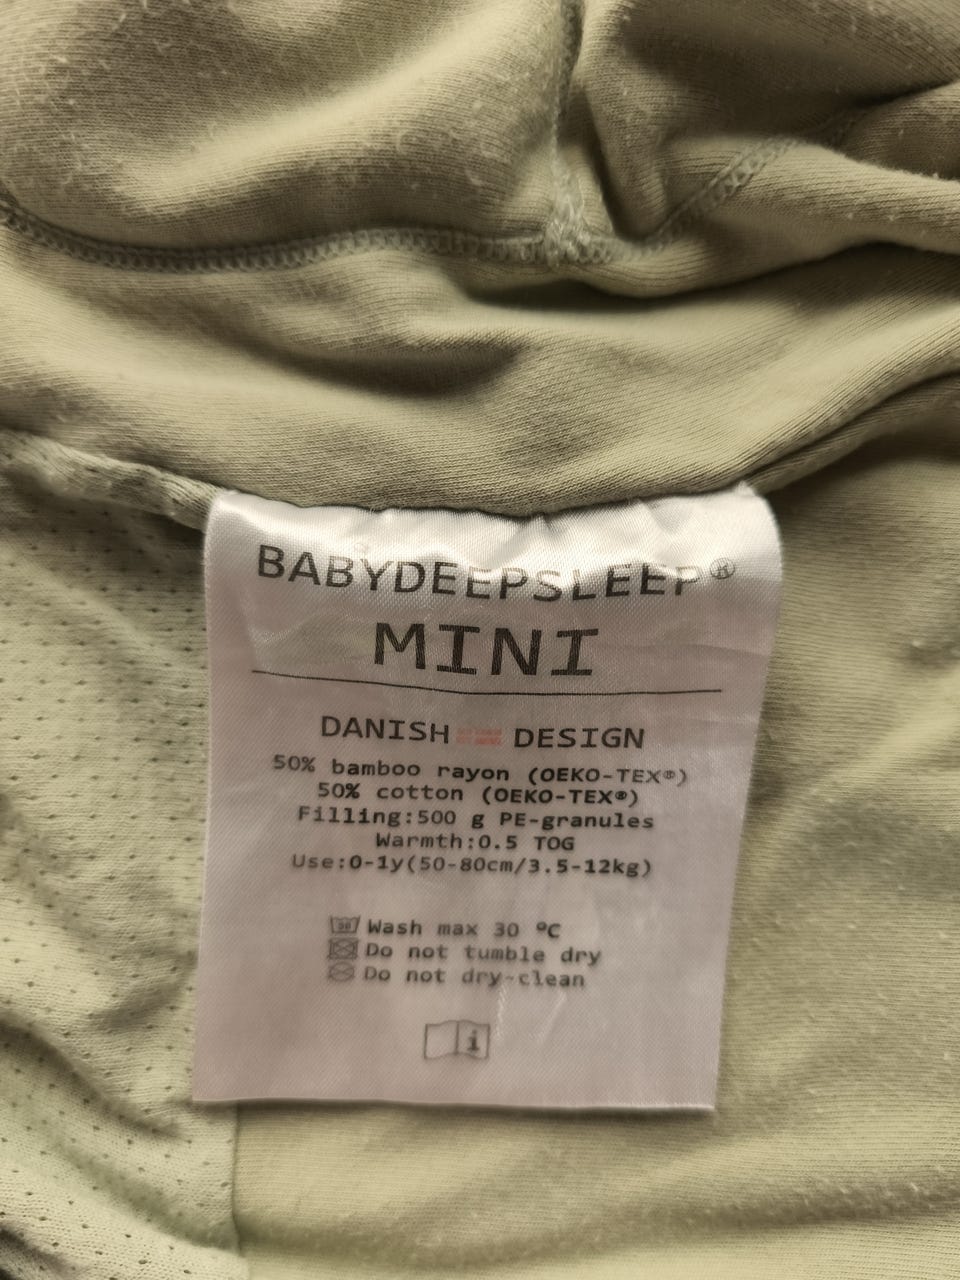 BABYDEEPSLEEP®
MINI
DANISH DESIGN
50% bamboo rayon (OEKO-TEX®)
50% cotton (OEKO-TEX®)
Filling:500 g PE-granules
Warmth:0.5 TOG
Use:0-1y(50-80cm/3.5-12kg)
30 Wash max 30 ºC
Do not tumble dry
Do not dry-clean
i